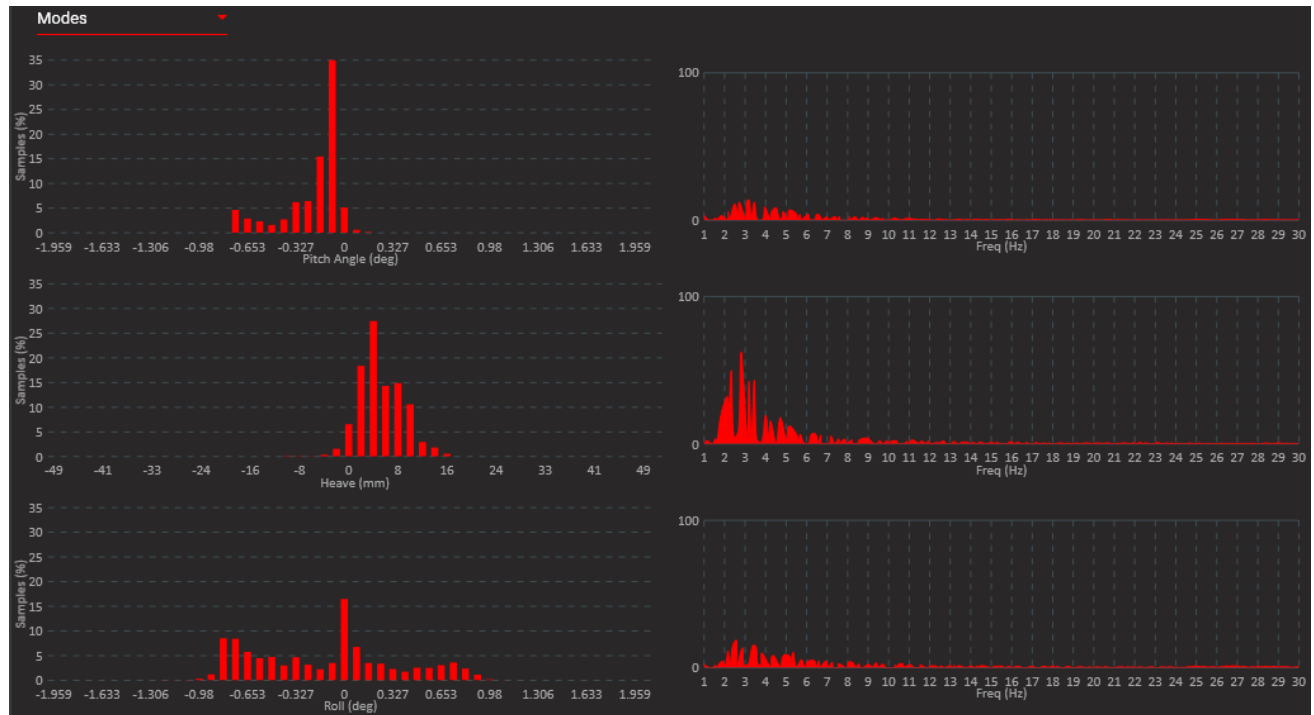 Modes
35
30
25
20
15
10
5
0
Samples (%)
-1.959 -1.633 -1.306 -0.98 -0.653 -0.327 0 0.327 0.653 0.98 1.306 1.633 1.959
Pitch Angle (deg)
100
0
1 2 3 4 5 6 7 8 9 10 11 12 13 14 15 16 17 18 19 20 21 22 23 24 25 26 27 28 29 30
Freq (Hz)
35
30
25
20
15
10
5
0
Samples (%)
-49 -41 -33 -24 -16 -8 0 8 16 24 33 41 49
Heave (mm)
100
0
1 2 3 4 5 6 7 8 9 10 11 12 13 14 15 16 17 18 19 20 21 22 23 24 25 26 27 28 29 30
Freq (Hz)
35
30
25
20
15
10
5
0
Samples (%)
-1.959 -1.633 -1.306 -0.98 -0.653 -0.327 0 0.327 0.653 0.98 1.306 1.633 1.959
Roll (deg)
100
0
1 2 3 4 5 6 7 8 9 10 11 12 13 14 15 16 17 18 19 20 21 22 23 24 25 26 27 28 29 30
Freq (Hz)